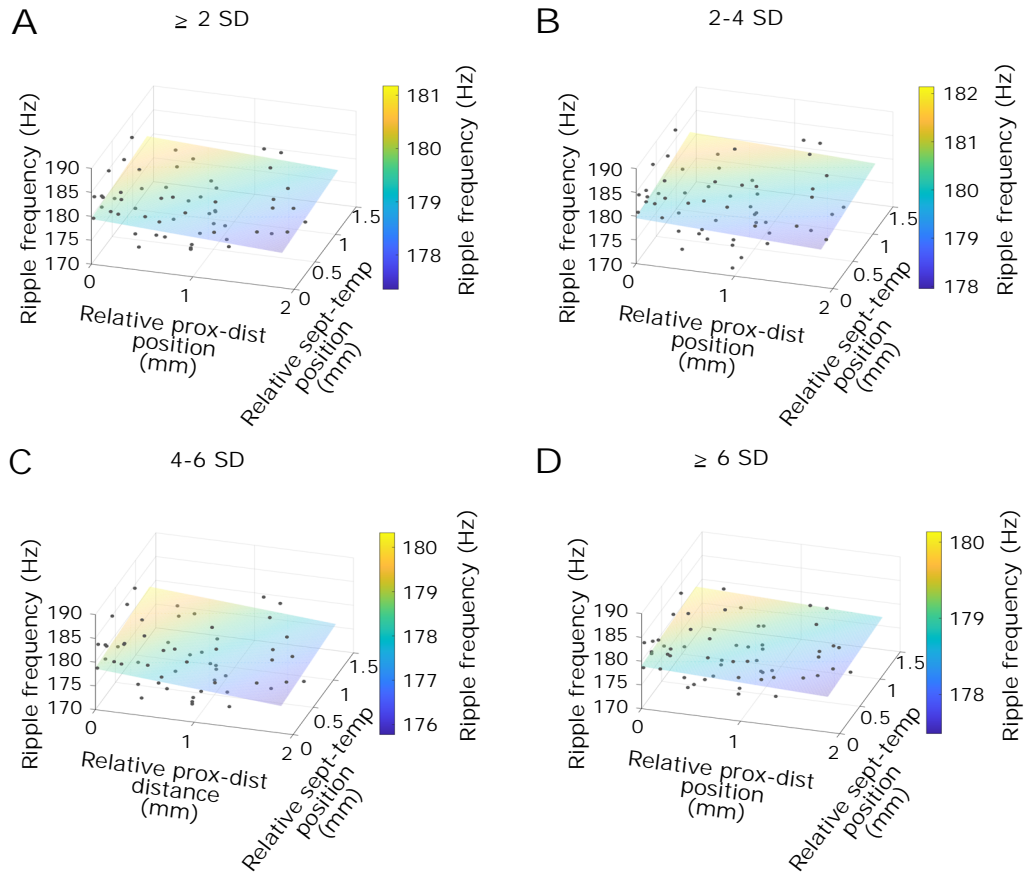 A
≥ 2 SD
Ripple frequency (Hz)
190
185
180
175
170
0
1
2
0
0.5
1
1.5
Relative prox-dist
position
(mm)
Relative sept-temp
position
(mm)
181
180
179
178
Ripple frequency (Hz)
B
2-4 SD
Ripple frequency (Hz)
190
185
180
175
170
0
1
2
0
0.5
1
1.5
Relative prox-dist
position
(mm)
Relative sept-temp
position
(mm)
182
181
180
179
178
Ripple frequency (Hz)
C
4-6 SD
Ripple frequency (Hz)
190
185
180
175
170
0
1
2
0
0.5
1
1.5
Relative prox-dist
distance
(mm)
Relative sept-temp
position
(mm)
180
179
178
177
176
Ripple frequency (Hz)
D
≥ 6 SD
Ripple frequency (Hz)
190
185
180
175
170
0
1
2
0
0.5
1
1.5
Relative prox-dist
position
(mm)
Relative sept-temp
position
(mm)
180
179
178
Ripple frequency (Hz)